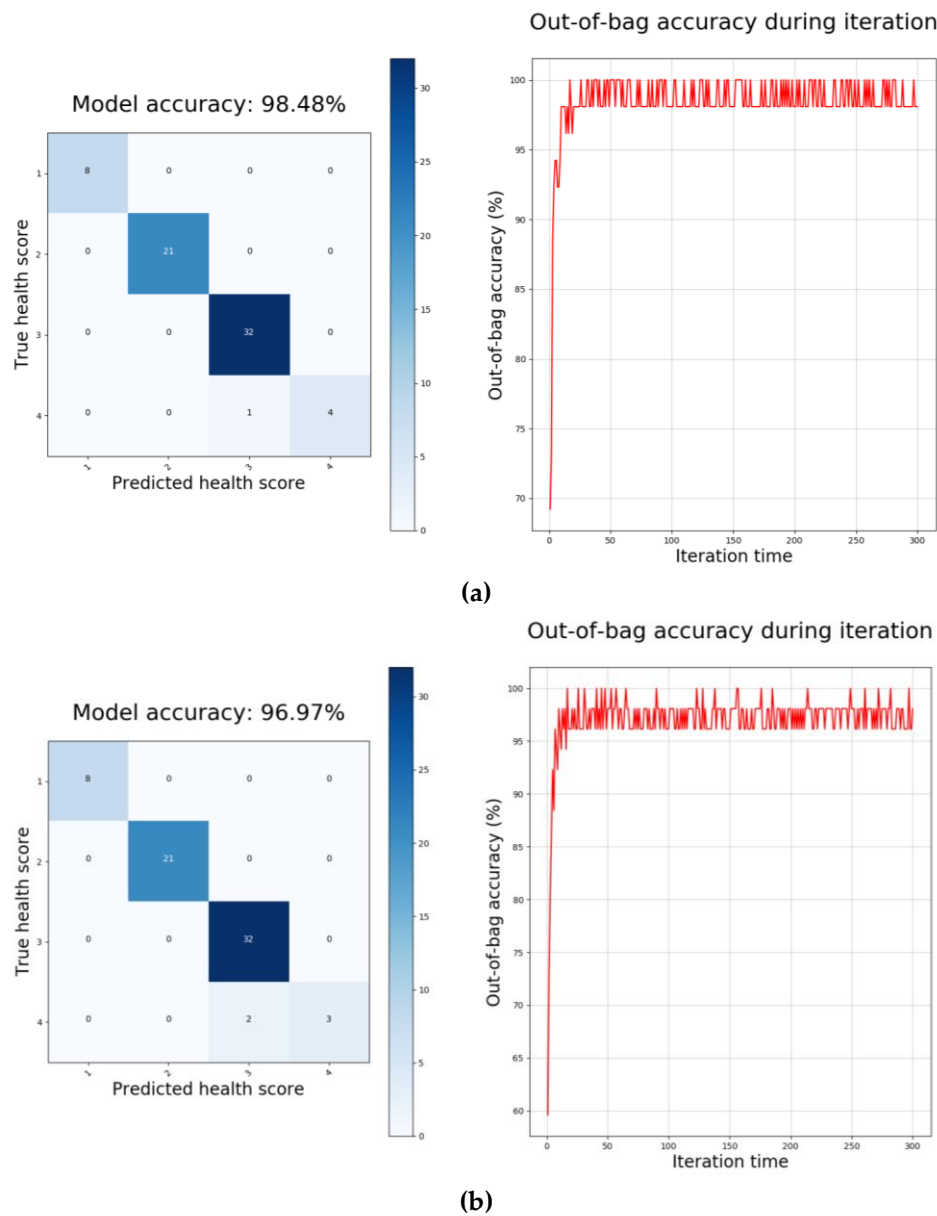 Out-of-bag accuracy during iteration
Model accuracy: 98.48%
True health score
1
2
3
4
8 0 0 0
0 21 0 0
0 0 32 0
0 0 1 4
1 2 3 4
Predicted health score
30
25
20
15
10
5
0
Out-of-bag accuracy (%)
100
95
90
85
80
75
70
0 50 100 150 200 250 300
Iteration time
(a)
Out-of-bag accuracy during iteration
Model accuracy: 96.97%
True health score
1
2
3
4
8 0 0 0
0 21 0 0
0 0 32 0
0 0 2 3
1 2 3 4
Predicted health score
30
25
20
15
10
5
0
Out-of-bag accuracy (%)
100
95
90
85
80
75
70
65
60
0 50 100 150 200 250 300
Iteration time
(b)